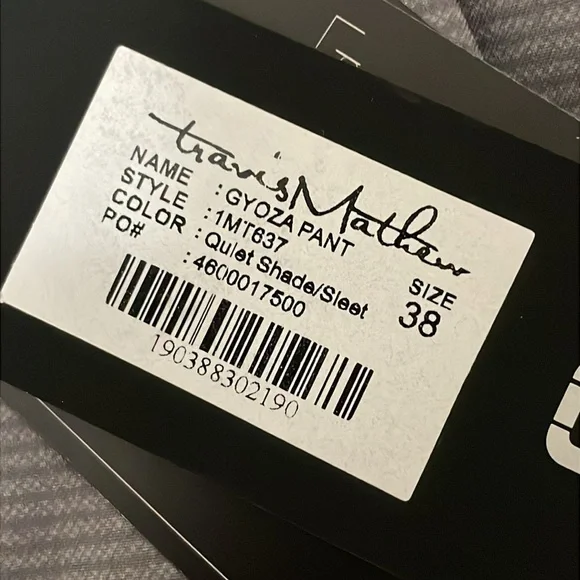 travisMathew
NAME : GYOZA PANT
STYLE : 1MT637
COLOR : Quiet Shade/Sleet
PO# : 4600017500
SIZE
38
190388302190